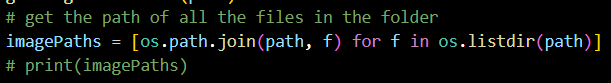 # get the path of all the files in the folder
imagePaths = [os.path.join(path, f) for f in os.listdir(path)]
# print(imagePaths)